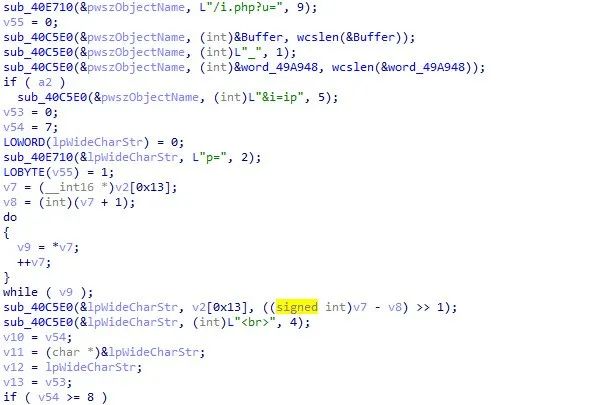 sub_40E710(&pwszObjectName, L"/i.php?u=", 9);
v55 = 0;
sub_40C5E0(&pwszObjectName, (int)&Buffer, wcslen(&Buffer));
sub_40C5E0(&pwszObjectName, (int)L"_", 1);
sub_40C5E0(&pwszObjectName, (int)&word_49A948, wcslen(&word_49A948));
if ( a2 )
sub_40C5E0(&pwszObjectName, (int)L"&i=ip", 5);
v53 = 0;
v54 = 7;
LOWORD(lpWideCharStr) = 0;
sub_40E710(&lpWideCharStr, L"p=", 2);
LOBYTE(v55) = 1;
v7 = (__int16 *)v2[0x13];
v8 = (int)(v7 + 1);
do
{
v9 = *v7;
++v7;
}
while ( v9 );
sub_40C5E0(&lpWideCharStr, v2[0x13], ((signed int)v7 - v8) >> 1);
sub_40C5E0(&lpWideCharStr, (int)L"<br>", 4);
v10 = v54;
v11 = (char *)&lpWideCharStr;
v12 = lpWideCharStr;
v13 = v53;
if ( v54 >= 8 )